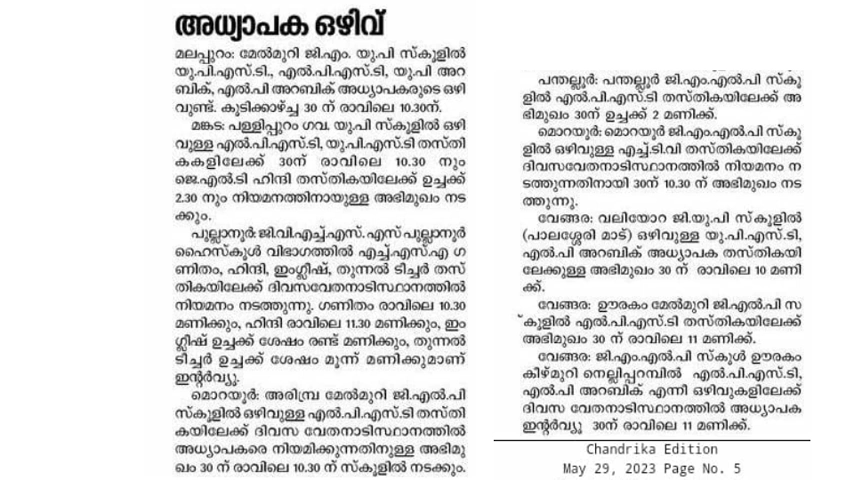 അധ്യാപക ഒഴിവ്
മലപ്പുറം: മേൽമുറി ജി.എം. യു.പി സ്കൂളിൽ
യു.പി.എസ്.ടി., എൽ.പി.എസ്.ടി, യു.പി അറ
ബിക്, എൽ.പി അറബിക് അധ്യാപകരുടെ ഒഴി
വുണ്ട്. കുടിക്കാഴ്ച്ച 30 ന് രാവിലെ 10.30ന്.
മങ്കട: പള്ളിപ്പുറം ഗവ. യു.പി സ്കൂളിൽ ഒഴി
വുള്ള എൽ.പി.എസ്.ടി, യു.പി.എസ്.ടി തസ്തി
കകളിലേക്ക് 30ന് രാവിലെ 10.30 നും
ജെ.എൽ.ടി ഹിന്ദി തസ്തികയിലേക്ക് ഉച്ചക്ക്
2.30 നും നിയമനത്തിനായുള്ള അഭിമുഖം നട
ക്കും.
പുല്ലാനൂർ: ജി.വി.എച്ച്.എസ്.എസ് പുല്ലാനൂർ
ഹൈസ്കൂൾ വിഭാഗത്തിൽ എച്ച്.എസ്.എ ഗ
ണിതം, ഹിന്ദി, ഇംഗ്ലീഷ്, തുന്നൽ ടീച്ചർ തസ്
തികയിലേക്ക് ദിവസവേതനാടിസ്ഥാനത്തിൽ
നിയമനം നടത്തുന്നു. ഗണിതം രാവിലെ 10.30
മണിക്കും, ഹിന്ദി രാവിലെ 11.30 മണിക്കും, ഇം
ഗ്ലീഷ് ഉച്ചക്ക് ശേഷം രണ്ട് മണിക്കും, തുന്നൽ
ടീച്ചർ ഉച്ചക്ക് ശേഷം മൂന്ന് മണിക്കുമാണ്
ഇന്റർവ്യു.
മൊറയൂർ: അരിമ്പ്ര മേൽമുറി ജി.എൽ.പി
സ്കൂളിൽ ഒഴിവുള്ള എൽ.പി.എസ്.ടി തസ്തി
കയിലേക്ക് ദിവസ വേതനാടിസ്ഥാനത്തിൽ
അധ്യാപകരെ നിയമിക്കുന്നതിനുള്ള അഭിമു
ഖം 30 ന് രാവിലെ 10.30 ന് സ്കൂളിൽ നടക്കും.
പന്തല്ലൂർ: പന്തല്ലൂർ ജി.എം.എൽ.പി സ്കൂ
ളിൽ എൽ.പി.എസ്.ടി തസ്തികയിലേക്ക് അ
ഭിമുഖം 30ന് ഉച്ചക്ക് 2 മണിക്ക്.
മൊറയൂർ: മൊറയൂർ ജി.എം.എൽ.പി സ്കൂ
ളിൽ ഒഴിവുള്ള എച്ച്.ടി.വി തസ്തികയിലേക്ക്
ദിവസവേതനാടിസ്ഥാനത്തിൽ നിയമനം ന
ടത്തുന്നതിനായി 30ന് 10.30 ന് അഭിമുഖം നട
ത്തുന്നു.
വേങ്ങര: വലിയോറ ജി.യു.പി സ്കൂളിൽ
(പാലശ്ശേരി മാട്) ഒഴിവുള്ള യു.പി.എസ്.ടി,
എൽ.പി അറബിക് അധ്യാപക തസ്തികയി
ലേക്കുള്ള അഭിമുഖം 30 ന് രാവിലെ 10 മണി
ക്ക്.
വേങ്ങര: ഊരകം മേൽമുറി ജി.എൽ.പി സ
്കൂളിൽ എൽ.പി.എസ്.ടി തസ്തികയിലേക്ക്
അഭിമുഖം 30 ന് രാവിലെ 11 മണിക്ക്.
വേങ്ങര: ജി.എം.എൽ.പി സ്കൂൾ ഊരകം
കീഴ്മുറി നെല്ലിപ്പറമ്പിൽ എൽ.പി.എസ്.ടി,
എൽ.പി അറബിക് എന്നി ഒഴിവുകളിലേക്ക്
ദിവസ വേതനാടിസ്ഥാനത്തിൽ അധ്യാപക
ഇന്റർവ്യൂ 30ന് രാവിലെ 11 മണിക്ക്.
Chandrika Edition
May 29, 2023 Page No. 5